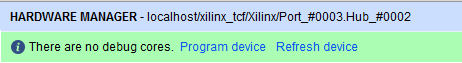 HARDWARE MANAGER - localhost/xilinx_tcf/Xilinx/Port_#0003.Hub_#0002
There are no debug cores. Program device Refresh device